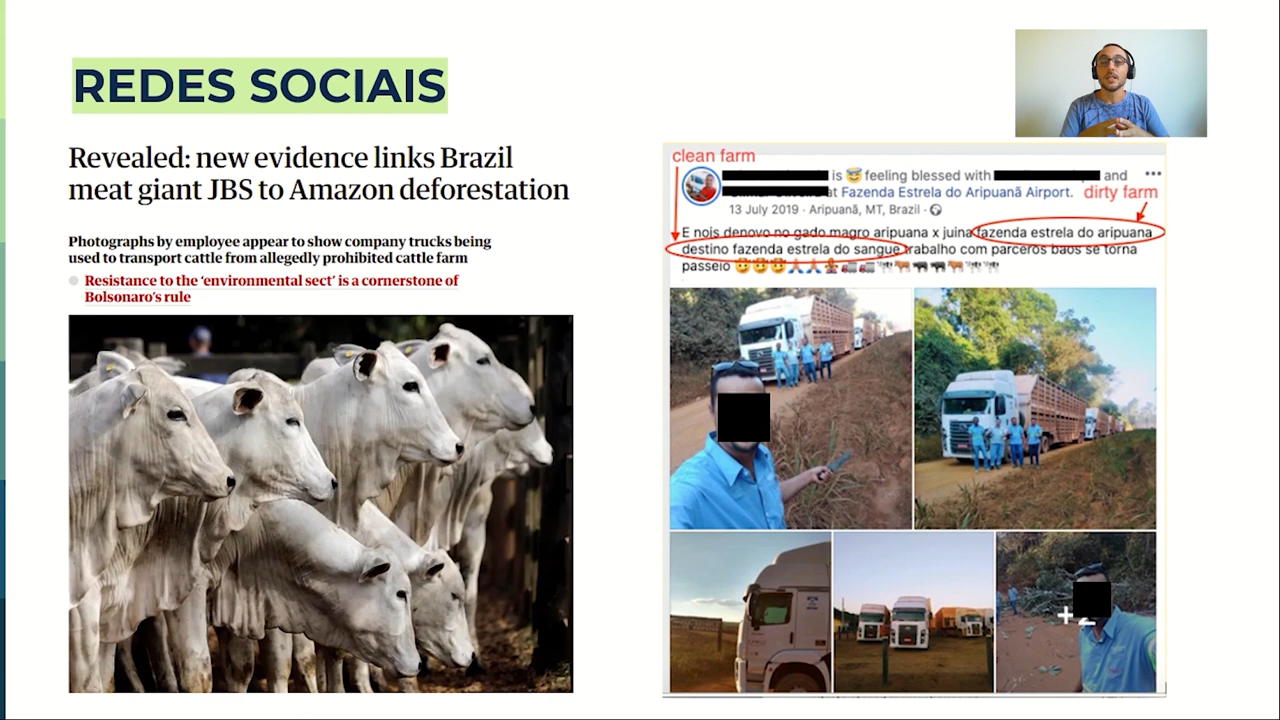 REDES SOCIAIS
Revealed: new evidence links Brazil
meat giant JBS to Amazon deforestation
Photographs by employee appear to show company trucks being
used to transport cattle from allegedly prohibited cattle farm
Resistance to the ‘environmental sect’ is a cornerstone of
Bolsonaro’s rule
clean farm
is 😇 feeling blessed with and
at Fazenda Estrela do Aripuanã Airport.
dirty farm
13 July 2019 · Aripuanã, MT, Brazil ·
E nois denovo no gado magro aripuana x juina fazenda estrela do aripuana
destino fazenda estrela do sangue trabalho com parceros baos se torna
passeio